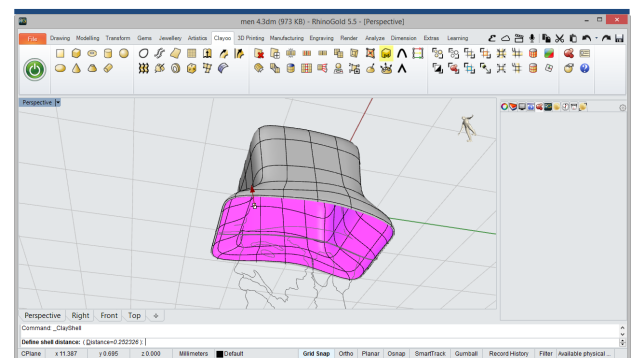 men 4.3dm (973 KB) - RhinoGold 5.5 - [Perspective]
File Drawing Modelling Transform Gems Jewellery Artistics Clayoo 3D Printing Manufacturing Engraving Render Analyze Dimension Extras Learning
Perspective
Perspective Right Front Top
Command: _ClayShell
Define shell distance: ( Distance=0.252326 ):
CPlane x 11.387 y 0.695 z 0.000 Millimeters Default Grid Snap Ortho Planar Osnap SmartTrack Gumball Record History Filter Available physical ...